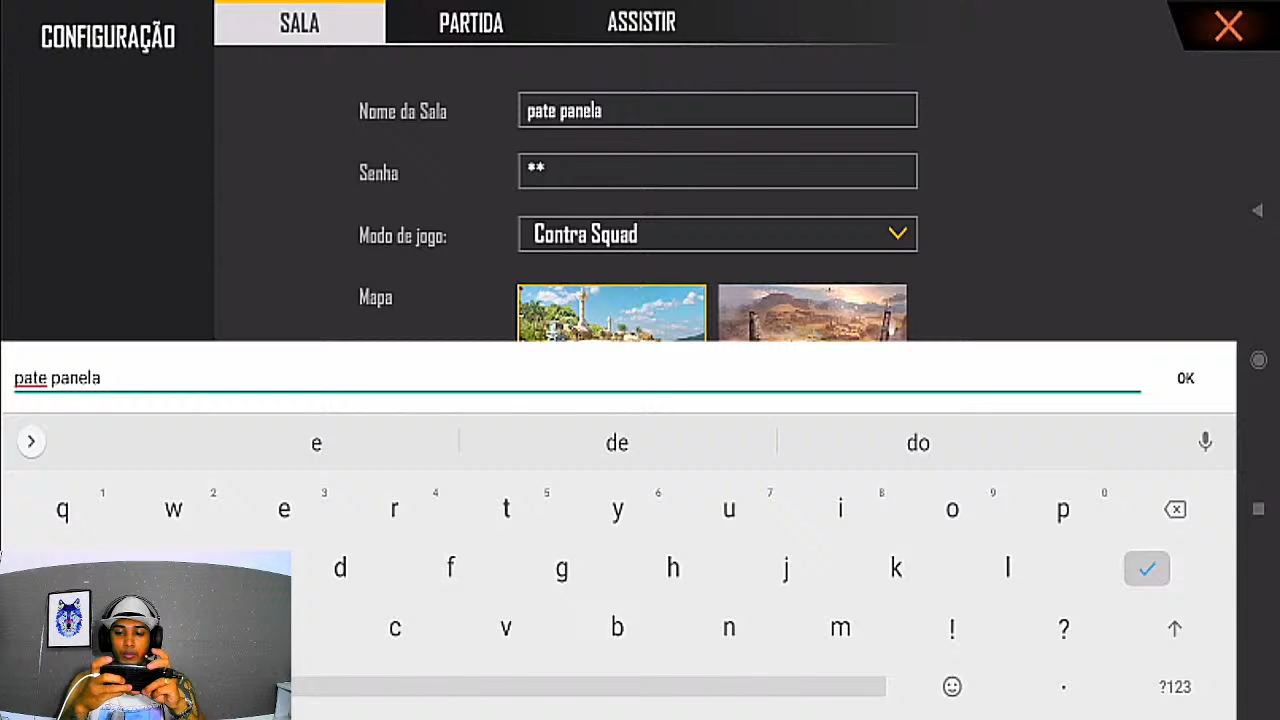 CONFIGURAÇÃO
SALA PARTIDA ASSISTIR
Nome da Sala pate panela
Senha **
Modo de jogo: Contra Squad
Mapa
pate panela OK
e de do
q 1 w 2 e 3 r 4 t 5 y 6 u 7 i 8 o 9 p 0
d f g h j k l
c v b n m ! ?
. ?123